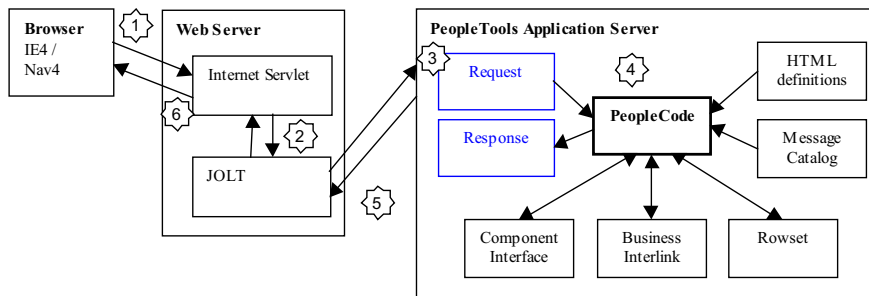 Browser
IE4 /
Nav4
1
Web Server
Internet Servlet
6
2
JOLT
5
PeopleTools Application Server
3
Request
4
Response
PeopleCode
HTML
definitions
Message
Catalog
Component
Interface
Business
Interlink
Rowset